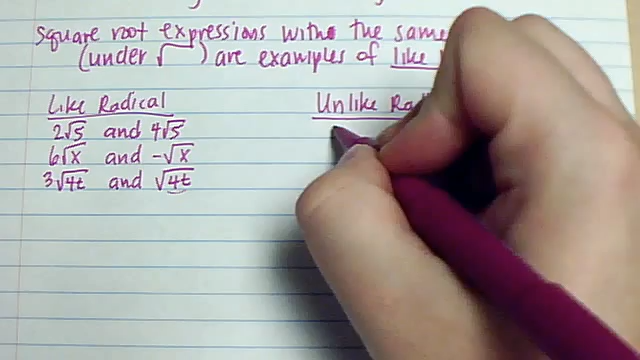 square root expressions with the same
(under √ ) are examples of like
Like Radical Unlike
2√5 and 4√5
6√x and -√x
3√4t and √4t